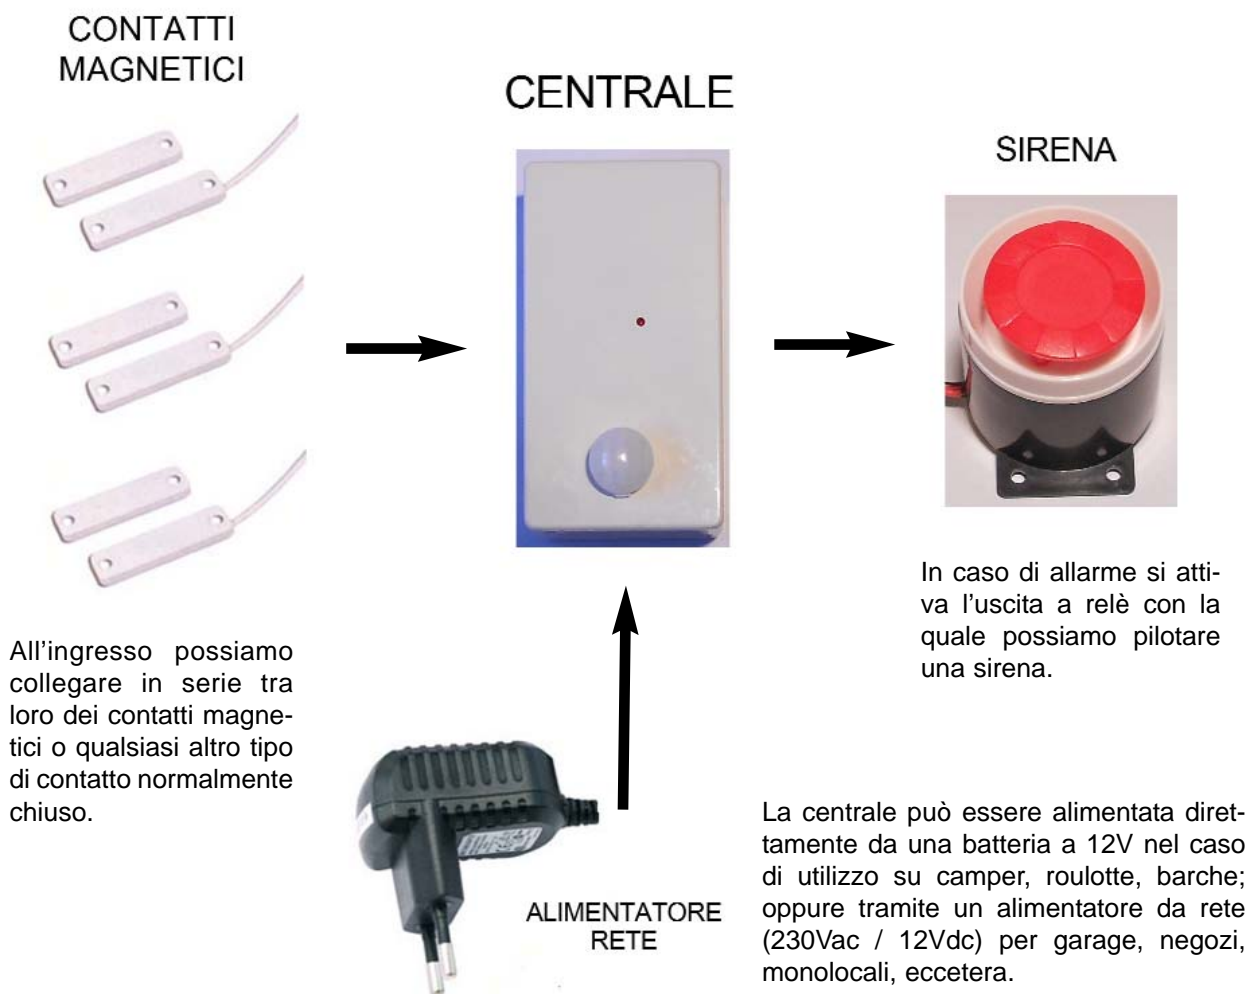 CONTATTI
MAGNETICI
CENTRALE
SIRENA
In caso di allarme si atti-
va l'uscita a relè con la
quale possiamo pilotare
una sirena.
All'ingresso possiamo
collegare in serie tra
loro dei contatti magne-
tici o qualsiasi altro tipo
di contatto normalmente
chiuso.
ALIMENTATORE
RETE
La centrale può essere alimentata diret-
tamente da una batteria a 12V nel caso
di utilizzo su camper, roulotte, barche;
oppure tramite un alimentatore da rete
(230Vac / 12Vdc) per garage, negozi,
monolocali, eccetera.